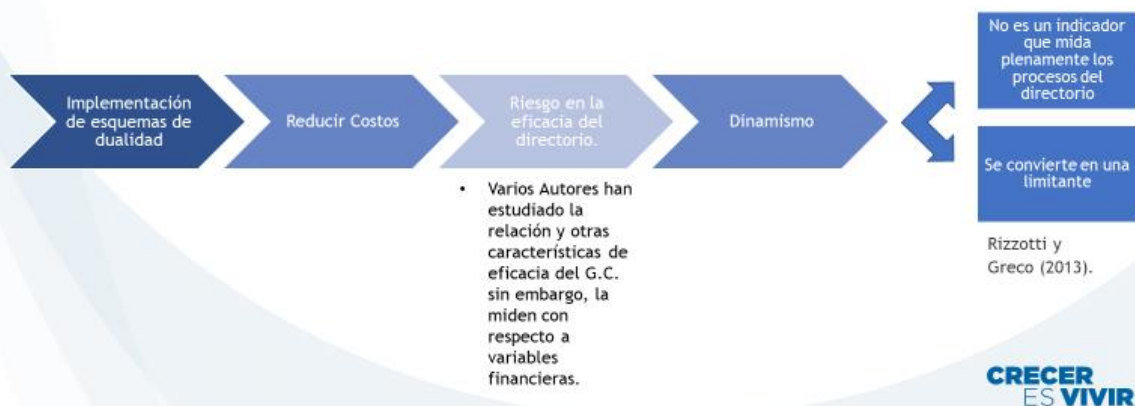 Implementación
de esquemas de
dualidad
Reducir Costos
Riesgo en la
eficacia del
directorio.
Dinamismo
• Varios Autores han
estudiado la
relación y otras
características de
eficacia del G.C.
sin embargo, la
miden con
respecto a
variables
financieras.
No es un indicador
que mida
plenamente los
procesos del
directorio
Se convierte en una
limitante
Rizzotti y
Greco (2013).
CRECER
ES VIVIR